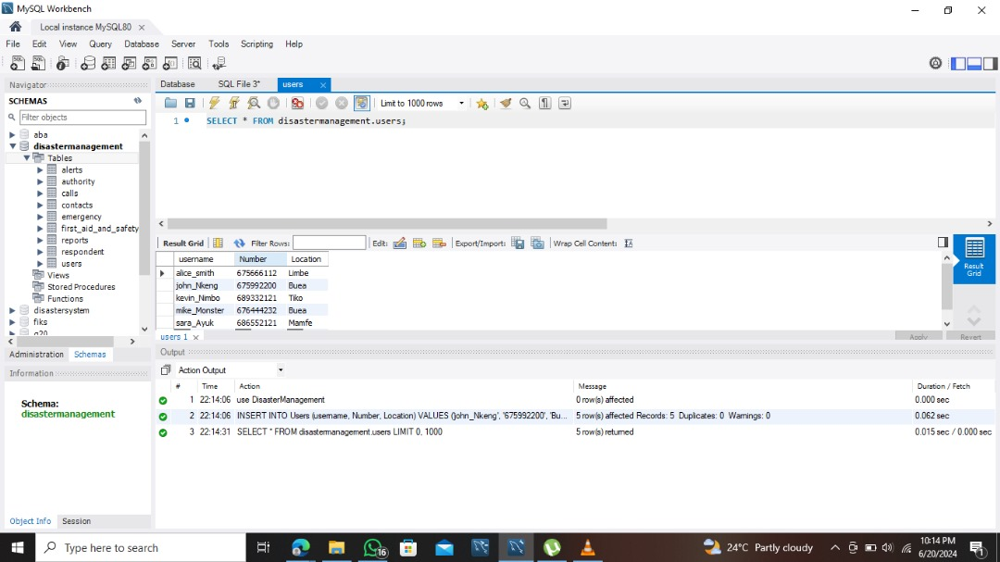 MySQL Workbench
Local instance MySQL80 ×
File Edit View Query Database Server Tools Scripting Help
Navigator
SCHEMAS
Filter objects
aba
disastermanagement
Tables
alerts
authority
calls
contacts
emergency
first_aid_and_safety
reports
respondent
users
Views
Stored Procedures
Functions
disastersystem
fiks
g20
Administration Schemas
Information
Schema:
disastermanagement
Object Info Session
Database SQL File 3* users ×
Limit to 1000 rows
1 SELECT * FROM disastermanagement.users;
Result Grid Filter Rows: Edit: Export/Import: Wrap Cell Content:
username Number Location
alice_smith 675666112 Limbe
john_Nkeng 675992200 Buea
kevin_Nimbo 689332121 Tiko
mike_Monster 676444232 Buea
sara_Ayuk 686552121 Mamfe
Result Grid
users 1 × Apply Revert
Output
Action Output
# Time Action Message Duration / Fetch
1 22:14:06 use DisasterManagement 0 row(s) affected 0.000 sec
2 22:14:06 INSERT INTO Users (username, Number, Location) VALUES ('john_Nkeng', '675992200', 'Bu... 5 row(s) affected Records: 5 Duplicates: 0 Warnings: 0 0.062 sec
3 22:14:31 SELECT * FROM disastermanagement.users LIMIT 0, 1000 5 row(s) returned 0.015 sec / 0.000 sec
Type here to search
16
24°C Partly cloudy
10:14 PM
6/20/2024
1